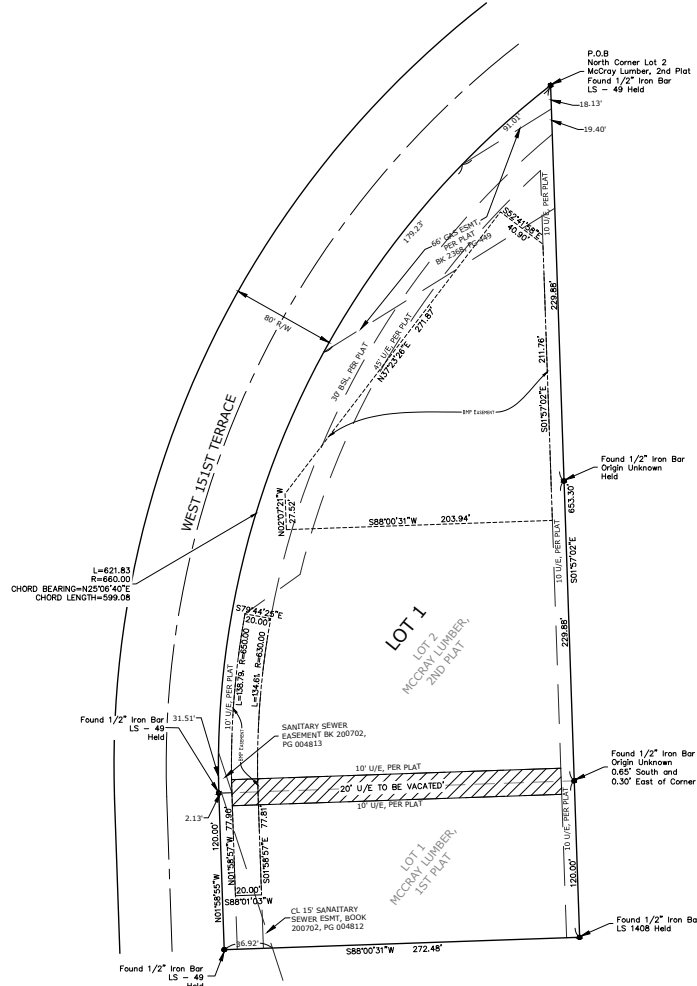 P.O.B
North Corner Lot 2
McCray Lumber, 2nd Plat
Found 1/2" Iron Bar
LS - 49 Held
18.13'
19.40'
91.01'
10 U/E, PER PLAT
S52°41'58"E
40.90'
179.23'
66' GAS ESMT,
PER PLAT
BK 2368, PG 449
229.88'
80' R/W
45' U/E, PER PLAT
271.87'
N37°23'26"E
211.76'
30' BSL, PER PLAT
S01°57'02"E
BMP EASEMENT
WEST 151ST TERRACE
Found 1/2" Iron Bar
Origin Unknown
Held
653.30'
N02°07'21"W
27.52'
S88°00'31"W 203.94'
S01°57'02"E
10 U/E, PER PLAT
L=621.83
R=660.00
CHORD BEARING=N25°06'40"E
CHORD LENGTH=599.08
S79°44'25"E
20.00'
LOT 1
LOT 2
MCCRAY LUMBER,
2ND PLAT
229.88'
L=138.79, R=650.00
L=134.61, R=630.00
10' U/E, PER PLAT
BMP EASEMENT
Found 1/2" Iron Bar
LS - 49
Held
31.51'
SANITARY SEWER
EASEMENT BK 200702,
PG 004813
10' U/E, PER PLAT
20' U/E TO BE VACATED'
10' U/E, PER PLAT
Found 1/2" Iron Bar
Origin Unknown
0.65' South and
0.30' East of Corner
2.13'
120.00'
N01°58'55"W
77.90'
N01°58'57"W
77.81'
S01°58'57"E
LOT 1
MCCRAY LUMBER,
1ST PLAT
10 U/E, PER PLAT
120.00'
20.00'
S88°01'03"W
CL 15' SANAITARY
SEWER ESMT, BOOK
200702, PG 004812
Found 1/2" Iron Ba
LS 1408 Held
36.92'
S88°00'31"W 272.48'
Found 1/2" Iron Bar
LS - 49
Held